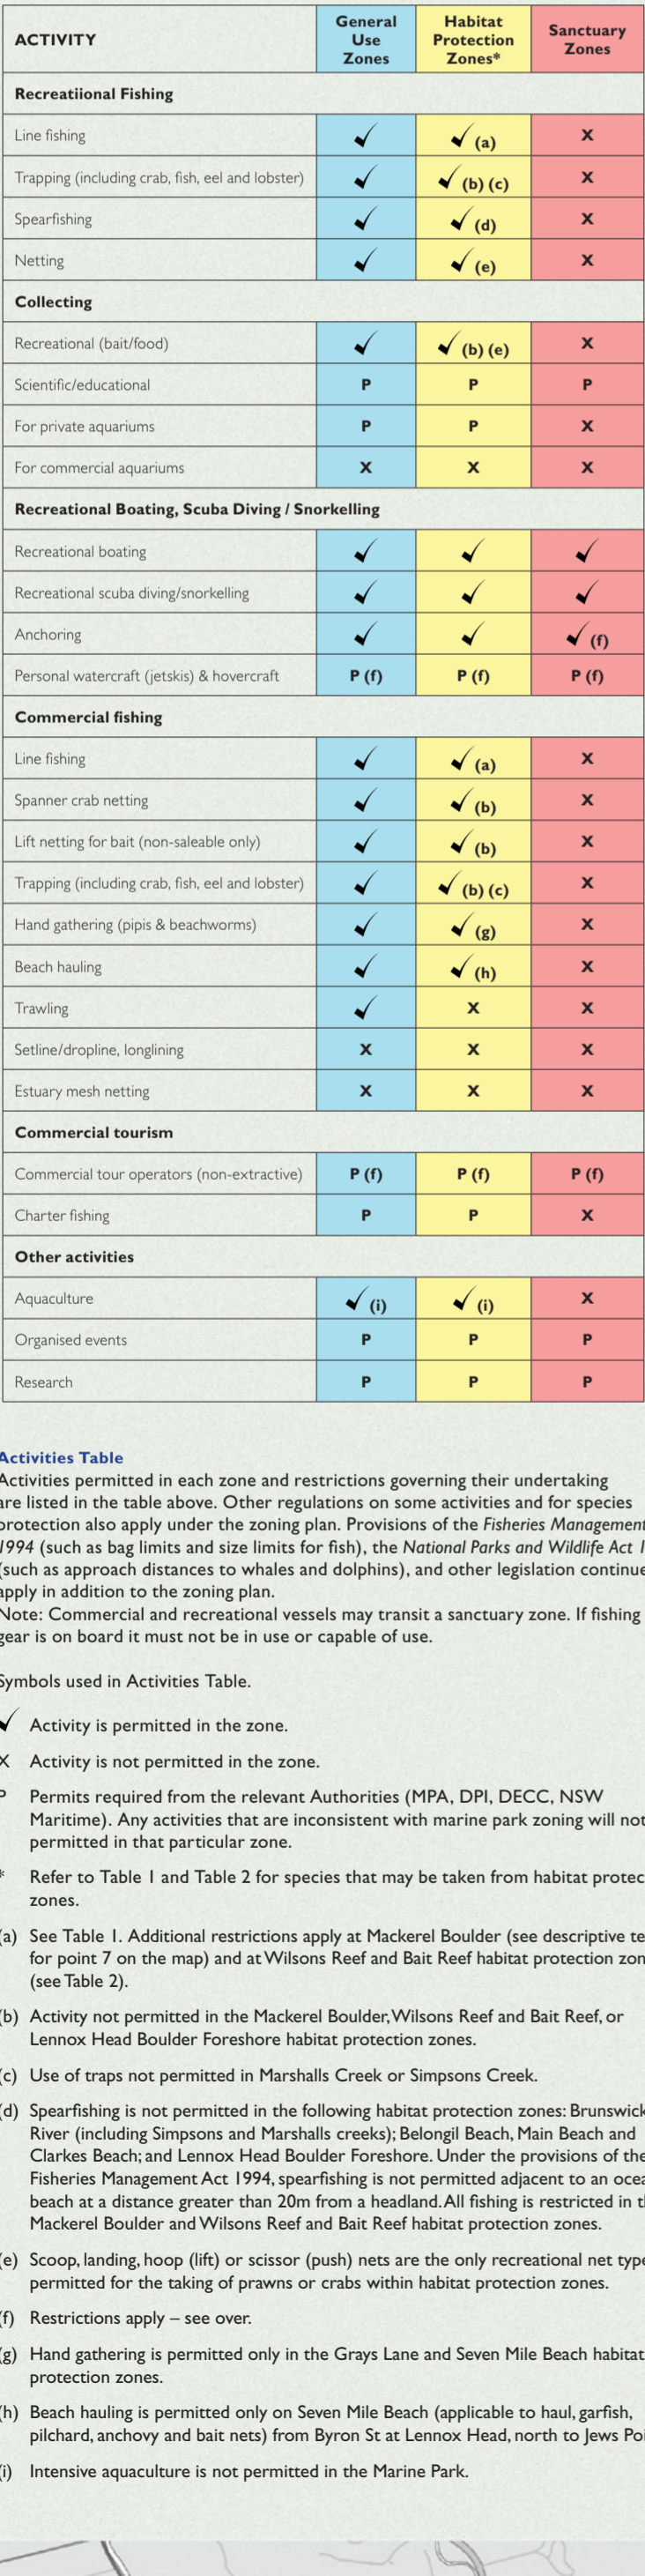 ACTIVITY General Use Zones Habitat Protection Zones* Sanctuary Zones
Recreatiional Fishing
Line fishing ✓ ✓ (a) X
Trapping (including crab, fish, eel and lobster) ✓ ✓ (b) (c) X
Spearfishing ✓ ✓ (d) X
Netting ✓ ✓ (e) X
Collecting
Recreational (bait/food) ✓ ✓ (b) (e) X
Scientific/educational P P P
For private aquariums P P X
For commercial aquariums X X X
Recreational Boating, Scuba Diving / Snorkelling
Recreational boating ✓ ✓ ✓
Recreational scuba diving/snorkelling ✓ ✓ ✓
Anchoring ✓ ✓ ✓ (f)
Personal watercraft (jetskis) & hovercraft P (f) P (f) P (f)
Commercial fishing
Line fishing ✓ ✓ (a) X
Spanner crab netting ✓ ✓ (b) X
Lift netting for bait (non-saleable only) ✓ ✓ (b) X
Trapping (including crab, fish, eel and lobster) ✓ ✓ (b) (c) X
Hand gathering (pipis & beachworms) ✓ ✓ (g) X
Beach hauling ✓ ✓ (h) X
Trawling ✓ X X
Setline/dropline, longlining X X X
Estuary mesh netting X X X
Commercial tourism
Commercial tour operators (non-extractive) P (f) P (f) P (f)
Charter fishing P P X
Other activities
Aquaculture ✓ (i) ✓ (i) X
Organised events P P P
Research P P P
Activities Table
Activities permitted in each zone and restrictions governing their undertaking
are listed in the table above. Other regulations on some activities and for species
protection also apply under the zoning plan. Provisions of the Fisheries Management
1994 (such as bag limits and size limits for fish), the National Parks and Wildlife Act 1
(such as approach distances to whales and dolphins), and other legislation continue
apply in addition to the zoning plan.
Note: Commercial and recreational vessels may transit a sanctuary zone. If fishing
gear is on board it must not be in use or capable of use.
Symbols used in Activities Table.
✓ Activity is permitted in the zone.
X Activity is not permitted in the zone.
P Permits required from the relevant Authorities (MPA, DPI, DECC, NSW
Maritime). Any activities that are inconsistent with marine park zoning will not
permitted in that particular zone.
* Refer to Table 1 and Table 2 for species that may be taken from habitat protec
zones.
(a) See Table 1. Additional restrictions apply at Mackerel Boulder (see descriptive te
for point 7 on the map) and at Wilsons Reef and Bait Reef habitat protection zon
(see Table 2).
(b) Activity not permitted in the Mackerel Boulder, Wilsons Reef and Bait Reef, or
Lennox Head Boulder Foreshore habitat protection zones.
(c) Use of traps not permitted in Marshalls Creek or Simpsons Creek.
(d) Spearfishing is not permitted in the following habitat protection zones: Brunswick
River (including Simpsons and Marshalls creeks); Belongil Beach, Main Beach and
Clarkes Beach; and Lennox Head Boulder Foreshore. Under the provisions of the
Fisheries Management Act 1994, spearfishing is not permitted adjacent to an ocea
beach at a distance greater than 20m from a headland. All fishing is restricted in t
Mackerel Boulder and Wilsons Reef and Bait Reef habitat protection zones.
(e) Scoop, landing, hoop (lift) or scissor (push) nets are the only recreational net type
permitted for the taking of prawns or crabs within habitat protection zones.
(f) Restrictions apply – see over.
(g) Hand gathering is permitted only in the Grays Lane and Seven Mile Beach habitat
protection zones.
(h) Beach hauling is permitted only on Seven Mile Beach (applicable to haul, garfish,
pilchard, anchovy and bait nets) from Byron St at Lennox Head, north to Jews Poi
(i) Intensive aquaculture is not permitted in the Marine Park.